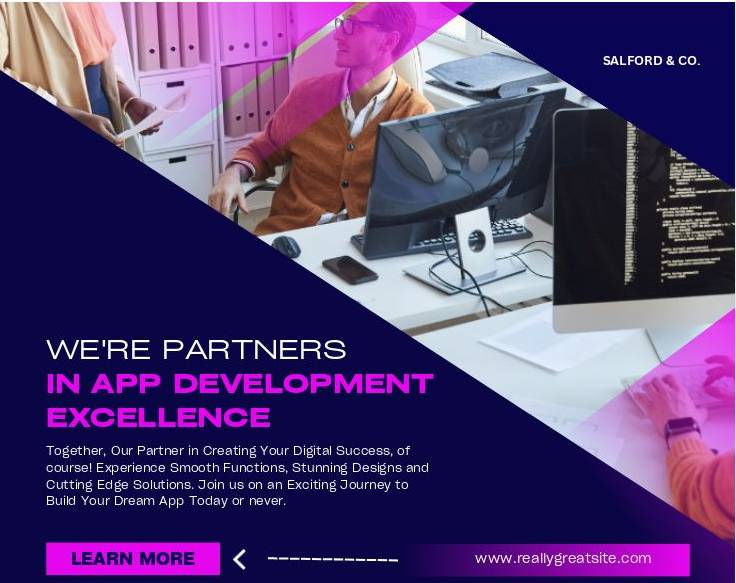 SALFORD & CO.
WE'RE PARTNERS
IN APP DEVELOPMENT
EXCELLENCE
Together, Our Partner in Creating Your Digital Success, of
course! Experience Smooth Functions, Stunning Designs and
Cutting Edge Solutions. Join us on an Exciting Journey to
Build Your Dream App Today or never.
LEARN MORE
www.reallygreatsite.com